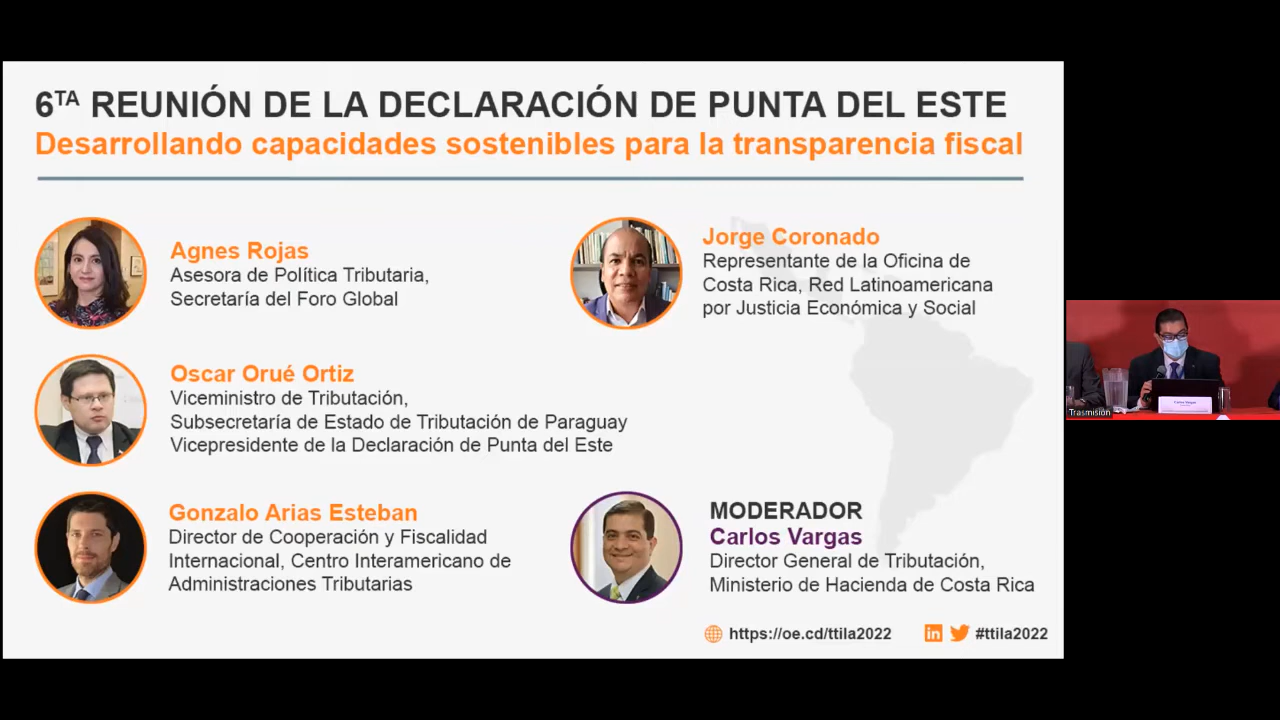 6TA REUNIÓN DE LA DECLARACIÓN DE PUNTA DEL ESTE
Desarrollando capacidades sostenibles para la transparencia fiscal
Agnes Rojas
Asesora de Política Tributaria,
Secretaría del Foro Global
Jorge Coronado
Representante de la Oficina de
Costa Rica, Red Latinoamericana
por Justicia Económica y Social
Oscar Orué Ortiz
Viceministro de Tributación,
Subsecretaría de Estado de Tributación de Paraguay
Vicepresidente de la Declaración de Punta del Este
Gonzalo Arias Esteban
Director de Cooperación y Fiscalidad
Internacional, Centro Interamericano de
Administraciones Tributarias
MODERADOR
Carlos Vargas
Director General de Tributación,
Ministerio de Hacienda de Costa Rica
https://oe.cd/ttila2022
in
#ttila2022
Trasmisión
Carlos Vargas